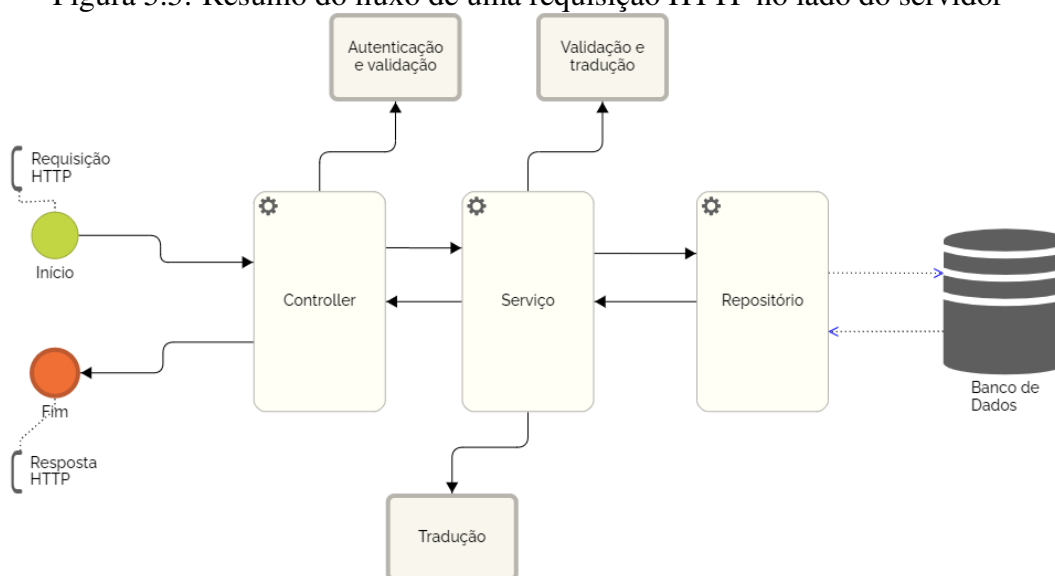 Figura 3.3: Resumo do fluxo de uma requisição HTTP no lado do servidor
Autenticação
e validação
Validação e
tradução
Requisição
HTTP
Início
Controller
Serviço
Repositório
Fim
Banco de
Dados
Resposta
HTTP
Tradução